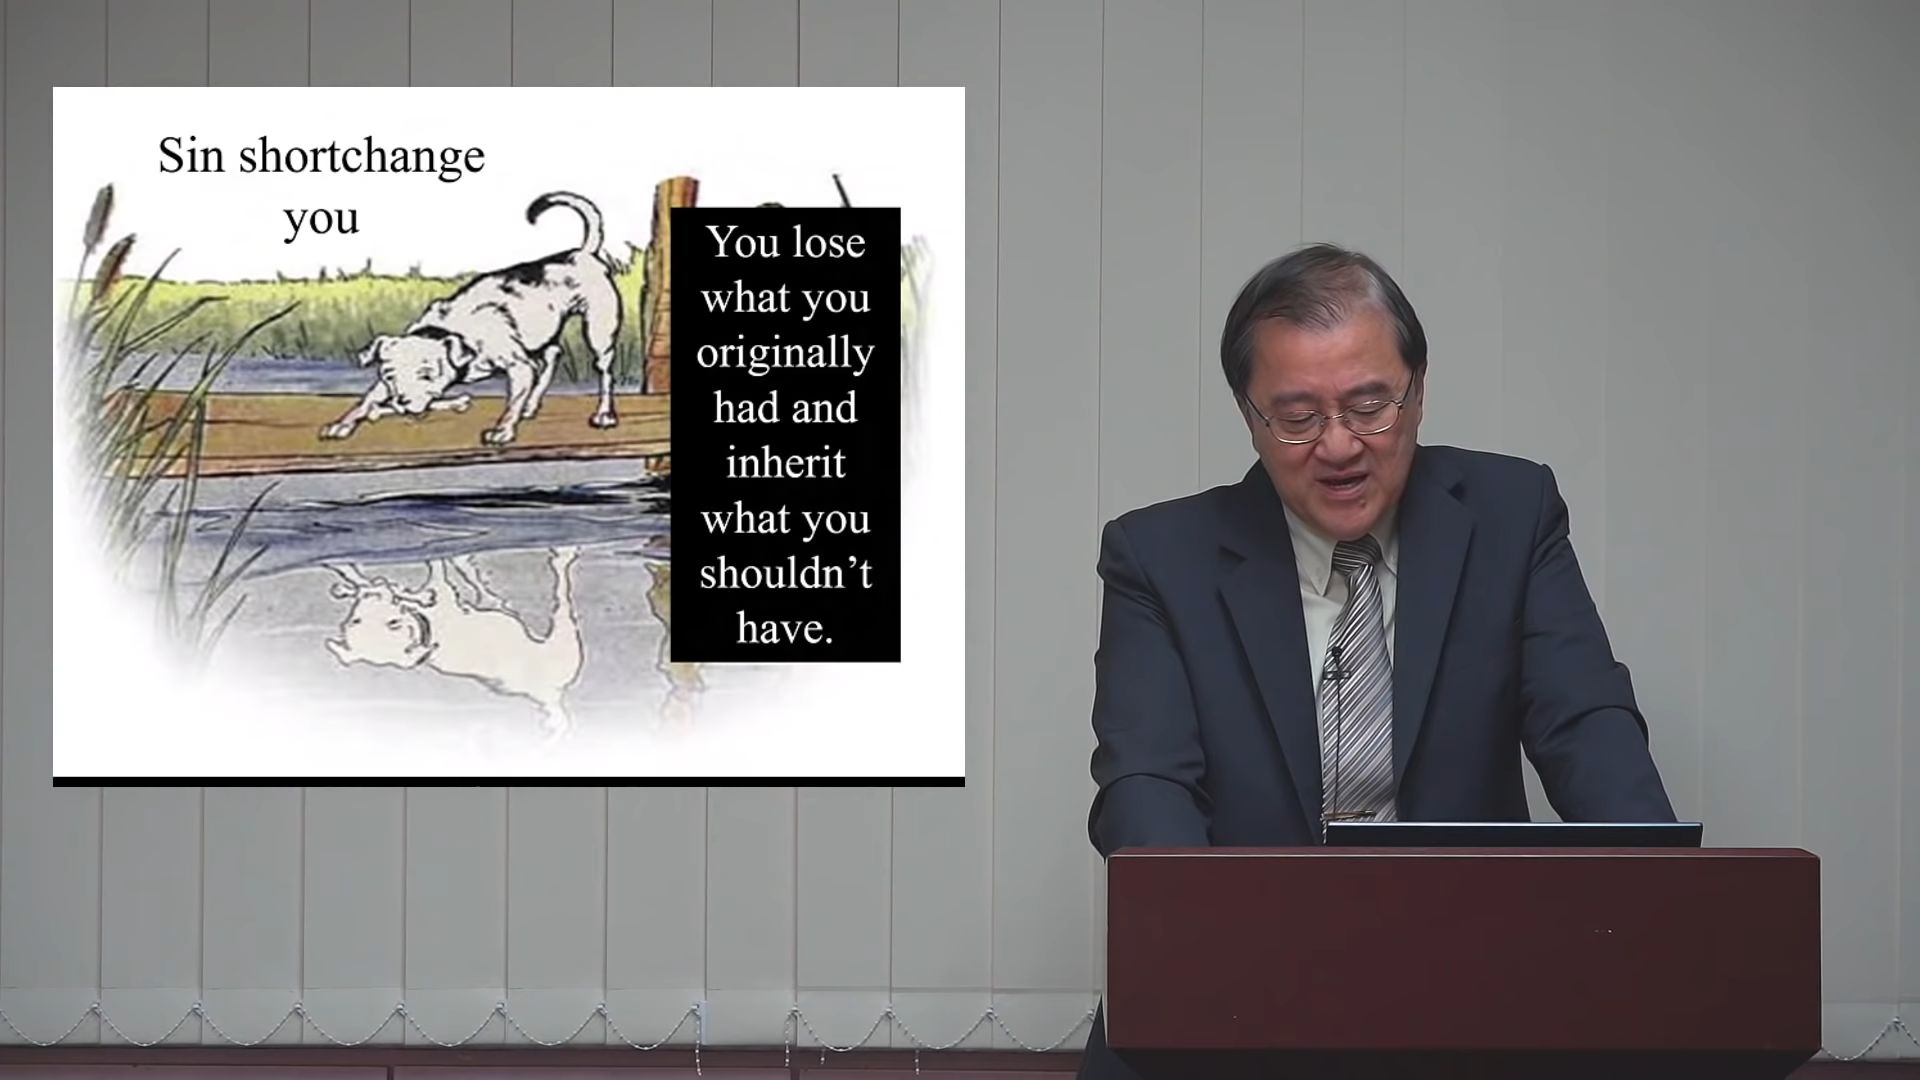 Sin shortchange
you
You lose
what you
originally
had and
inherit
what you
shouldn't
have.